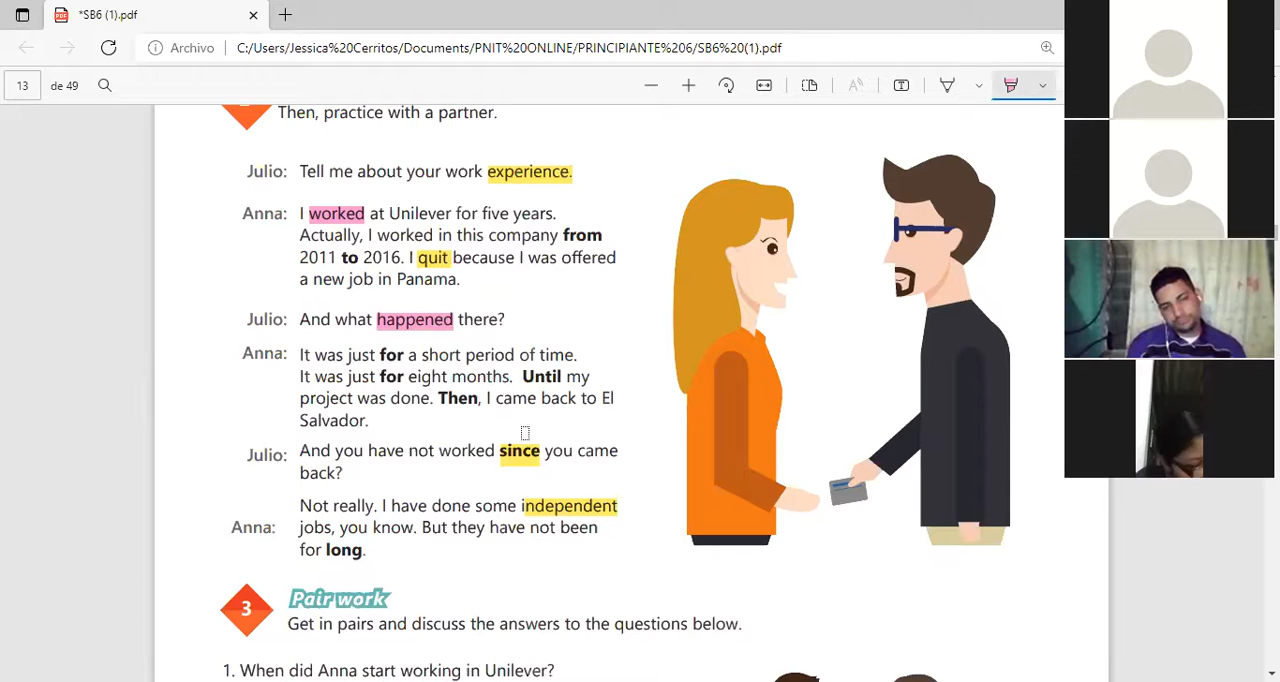 *SB6 (1).pdf
Archivo
C:/Users/Jessica%20Cerritos/Documents/PNIT%20ONLINE/PRINCIPIANTE%206/SB6%20(1).pdf
13 de 49
Then, practice with a partner.
Julio: Tell me about your work experience.
Anna: I worked at Unilever for five years.
Actually, I worked in this company from
2011 to 2016. I quit because I was offered
a new job in Panama.
Julio: And what happened there?
Anna: It was just for a short period of time.
It was just for eight months. Until my
project was done. Then, I came back to El
Salvador.
Julio: And you have not worked since you came
back?
Not really. I have done some independent
Anna: jobs, you know. But they have not been
for long.
3 Pair work
Get in pairs and discuss the answers to the questions below.
1. When did Anna start working in Unilever?